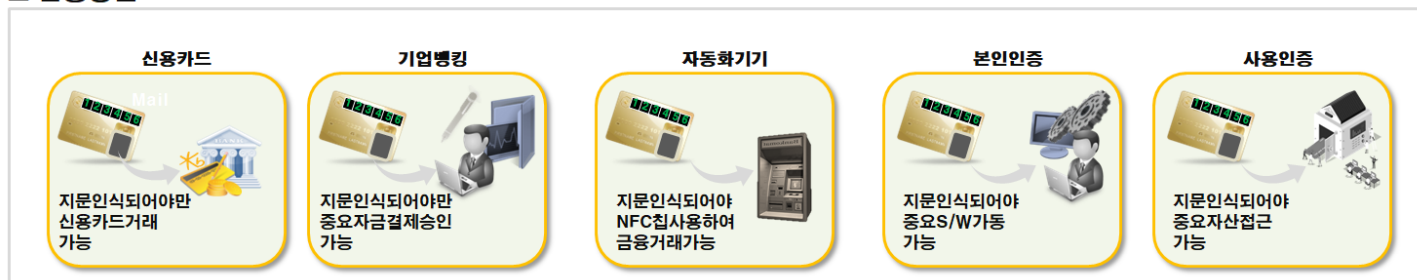 신용카드
기업뱅킹
자동화기기
본인인증
사용인증
Mail
123456
지문인식되어야만
신용카드거래
가능
123456
지문인식되어야만
중요자금결제승인
가능
123456
지문인식되어야
NFC칩사용하여
금융거래가능
123456
지문인식되어야
중요S/W가동
가능
123456
지문인식되어야
중요자산접근
가능